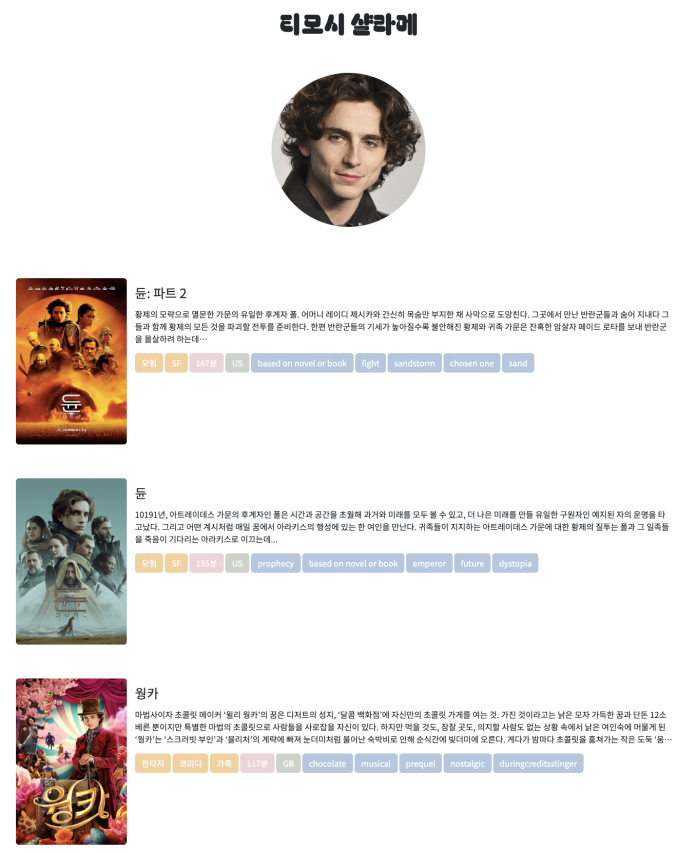 티모시 샬라메
듄: 파트 2
황제의 모략으로 멸문한 가문의 유일한 후계자 폴. 어머니 레이디 제시카와 간신히 목숨만 부지한 채 사막으로 도망친다. 그곳에서 만난 반란군들과 숨어 지내다 그
들과 함께 황제의 모든 것을 파괴할 전투를 준비한다. 한편 반란군들의 기세가 높아질수록 불안해진 황제와 귀족 가문은 잔혹한 암살자 페이드 로타를 보내 반란군
을 몰살하려 하는데…
모험 SF 167분 US based on novel or book fight sandstorm chosen one sand
듄
듄
10191년, 아트레이데스 가문의 후계자인 폴은 시간과 공간을 초월해 과거와 미래를 모두 볼 수 있고, 더 나은 미래를 만들 유일한 구원자인 예지된 자의 운명을 타
고났다. 그리고 어떤 계시처럼 매일 꿈에서 아라키스의 행성에 있는 한 여인을 만난다. 귀족들이 지지하는 아트레이데스 가문에 대한 황제의 질투는 폴과 그 일족들
을 죽음이 기다리는 아라키스로 이끄는데...
모험 SF 155분 US prophecy based on novel or book emperor future dystopia
듄
웡카
마법사이자 초콜릿 메이커 ‘윌리 웡카’의 꿈은 디저트의 성지, ‘달콤 백화점’에 자신만의 초콜릿 가게를 여는 것. 가진 것이라고는 낡은 모자 가득한 꿈과 단돈 12소
베른 뿐이지만 특별한 마법의 초콜릿으로 사람들을 사로잡을 자신이 있다. 하지만 먹을 것도, 잠잘 곳도, 의지할 사람도 없는 상황 속에서 낡은 여인숙에 머물게 된
‘웡카’는 ‘스크러빗 부인’과 ‘블리처’의 계략에 빠져 눈더미처럼 불어난 숙박비로 인해 순식간에 빚더미에 오른다. 게다가 밤마다 초콜릿을 훔쳐가는 작은 도둑 ‘움…
판타지 코미디 가족 117분 GB chocolate musical prequel nostalgic duringcreditsstinger
웡카